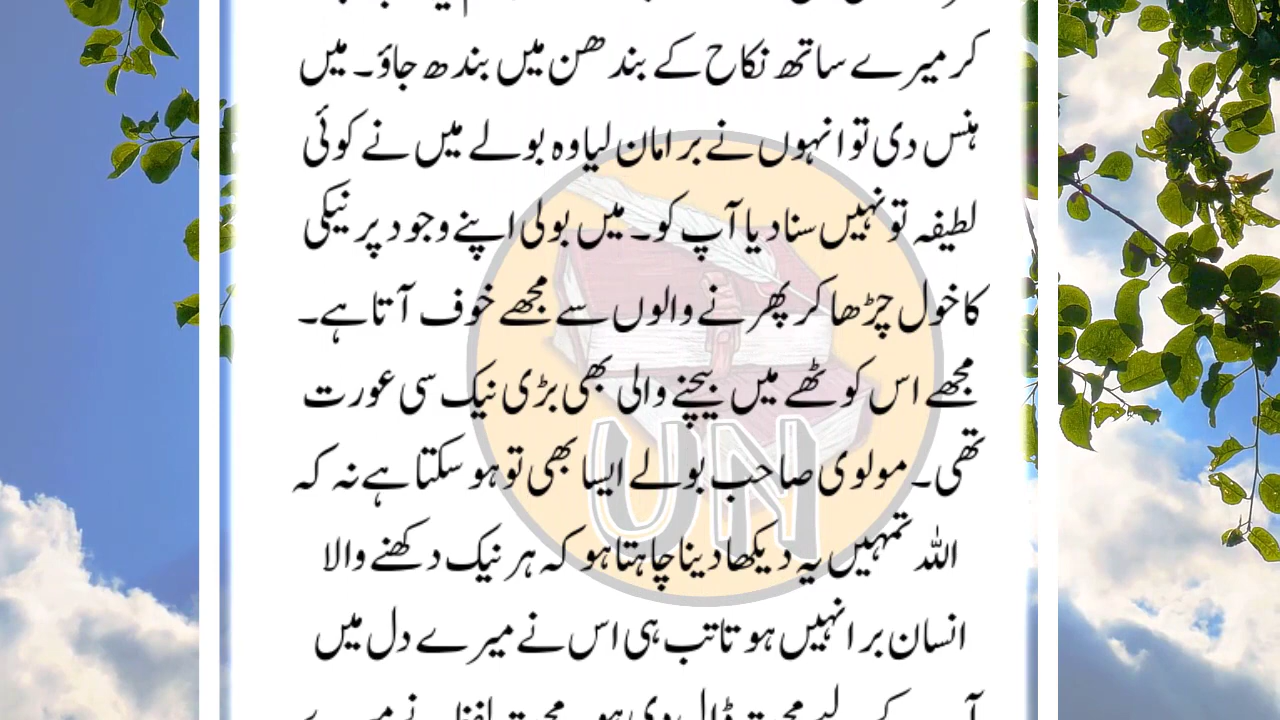 کر میرے ساتھ نکاح کے بندھن میں بندھ جاؤ۔ میں
ہنس دی تو انہوں نے برا مان لیا وہ بولے میں نے کوئی
لطیفہ تو نہیں سنا دیا آپ کو۔ میں بولی اپنے وجود پر نیکی
کا خول چڑھا کر پھرنے والوں سے مجھے خوف آتا ہے۔
مجھے اس کوٹھے میں بیچنے والی بھی بڑی نیک سی عورت
تھی۔ مولوی صاحب بولے ایسا بھی تو ہو سکتا ہے نہ کہ
اللہ تمہیں یہ دیکھا دینا چاہتا ہو کہ ہر نیک دکھنے والا
انسان برا نہیں ہوتا تب ہی اس نے میرے دل میں
UN